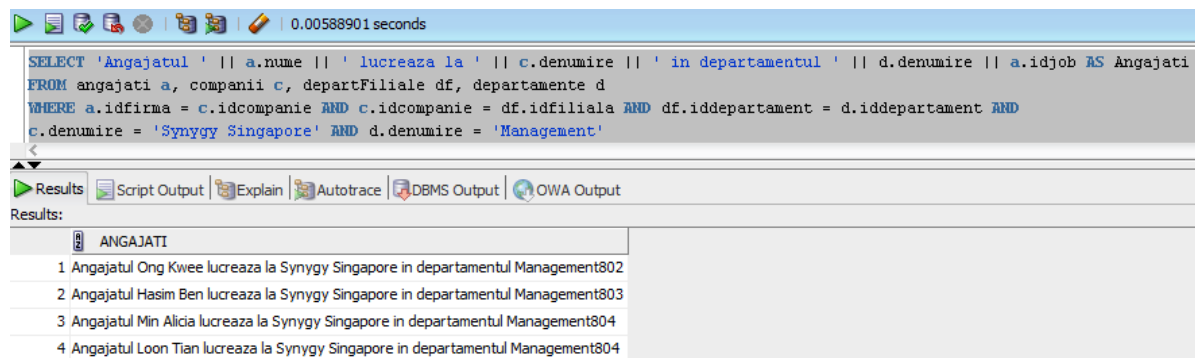 0.00588901 seconds
SELECT 'Angajatul ' || a.nume || ' lucreaza la ' || c.denumire || ' in departamentul ' || d.denumire || a.idjob AS Angajati
FROM angajati a, companii c, departFiliale df, departamente d
WHERE a.idfirma = c.idcompanie AND c.idcompanie = df.idfiliala AND df.iddepartament = d.iddepartament AND
c.denumire = 'Synygy Singapore' AND d.denumire = 'Management'
Results Script Output Explain Autotrace DBMS Output OWA Output
Results:
ANGAJATI
1 Angajatul Ong Kwee lucreaza la Synygy Singapore in departamentul Management802
2 Angajatul Hasim Ben lucreaza la Synygy Singapore in departamentul Management803
3 Angajatul Min Alicia lucreaza la Synygy Singapore in departamentul Management804
4 Angajatul Loon Tian lucreaza la Synygy Singapore in departamentul Management804